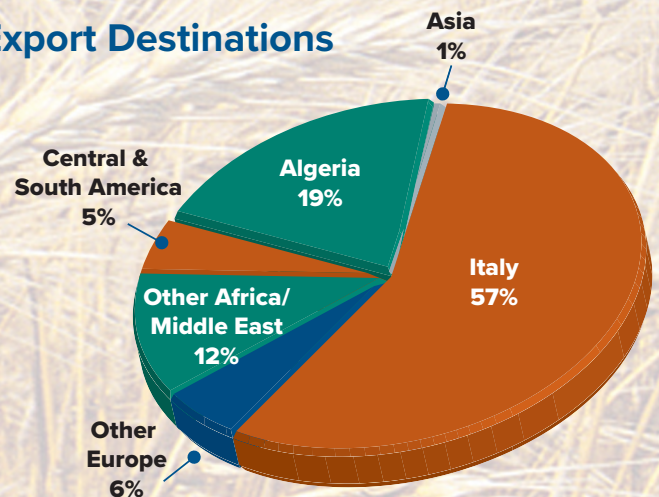 Export Destinations
Asia
1%
Algeria
19%
Central &
South America
5%
Italy
57%
Other Africa/
Middle East
12%
Other
Europe
6%